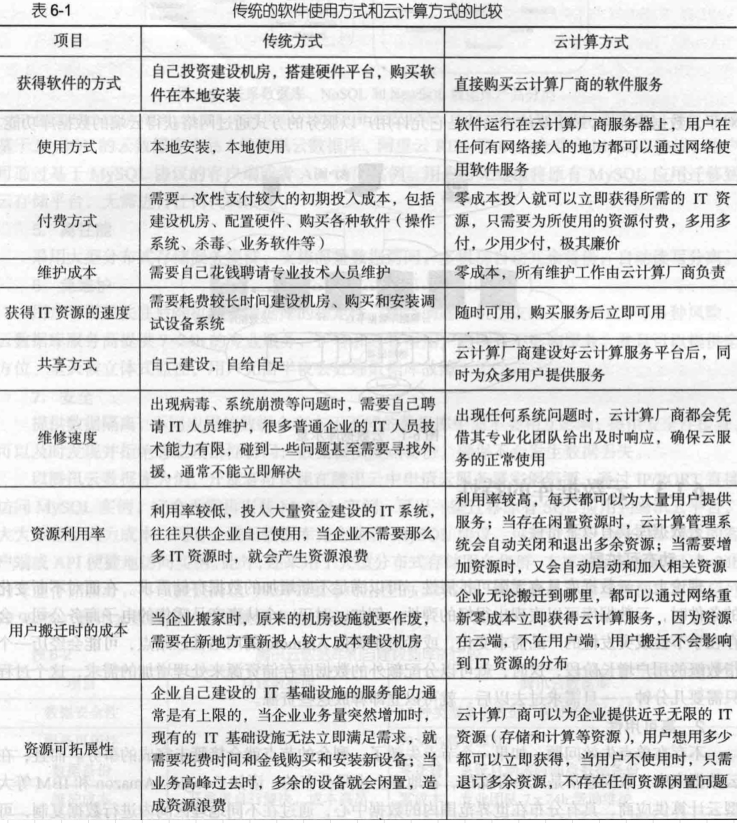 表 6-1 传统的软件使用方式和云计算方式的比较
项目 传统方式 云计算方式
获得软件的方式
自己投资建设机房，搭建硬件平台，购买软
件在本地安装
直接购买云计算厂商的软件服务
使用方式
本地安装，本地使用
软件运行在云计算厂商服务器上，用户在
任何有网络接入的地方都可以通过网络使
用软件服务
付费方式
需要一次性支付较大的初期投入成本，包括
建设机房、配置硬件、购买各种软件（操作
系统、杀毒、业务软件等）
零成本投入就可以立即获得所需的 IT 资
源，只需要为所使用的资源付费，多用多
付，少用少付，极其廉价
维护成本
需要自己花钱聘请专业技术人员维护
零成本，所有维护工作由云计算厂商负责
获得 IT 资源的速度
需要耗费较长时间建设机房、购买和安装调
试设备系统
随时可用，购买服务后立即可用
共享方式
自己建设，自给自足
云计算厂商建设好云计算服务平台后，同
时为众多用户提供服务
维修速度
出现病毒、系统崩溃等问题时，需要自己聘
请 IT 人员维护，很多普通企业的 IT 人员技
术能力有限，碰到一些问题甚至需要寻找外
援，通常不能立即解决
出现任何系统问题时，云计算厂商都会凭
借其专业化团队给出及时响应，确保云服
务的正常使用
资源利用率
利用率较低，投入大量资金建设的 IT 系统，
往往只供企业自己使用，当企业不需要那么
多 IT 资源时，就会产生资源浪费
利用率较高，每天都可以为大量用户提供
服务；当存在闲置资源时，云计算管理系
统会自动关闭和退出多余资源；当需要增
加资源时，又会自动启动和加入相关资源
用户搬迁时的成本
当企业搬家时，原来的机房设施就要作废，
需要在新地方重新投入较大成本建设机房
企业无论搬迁到哪里，都可以通过网络重
新零成本立即获得云计算服务，因为资源
在云端，不在用户端，用户搬迁不会影响
到 IT 资源的分布
资源可拓展性
企业自己建设的 IT 基础设施的服务能力通
常是有上限的，当企业业务量突然增加时，
现有的 IT 基础设施无法立即满足需求，就
需要花费时间和金钱购买和安装新设备；当
业务高峰过去时，多余的设备就会闲置，造
成资源浪费
云计算厂商可以为企业提供近乎无限的 IT
资源（存储和计算等资源），用户想用多少
都可以立即获得；当用户不使用时，只需
退订多余资源，不存在任何资源闲置问题